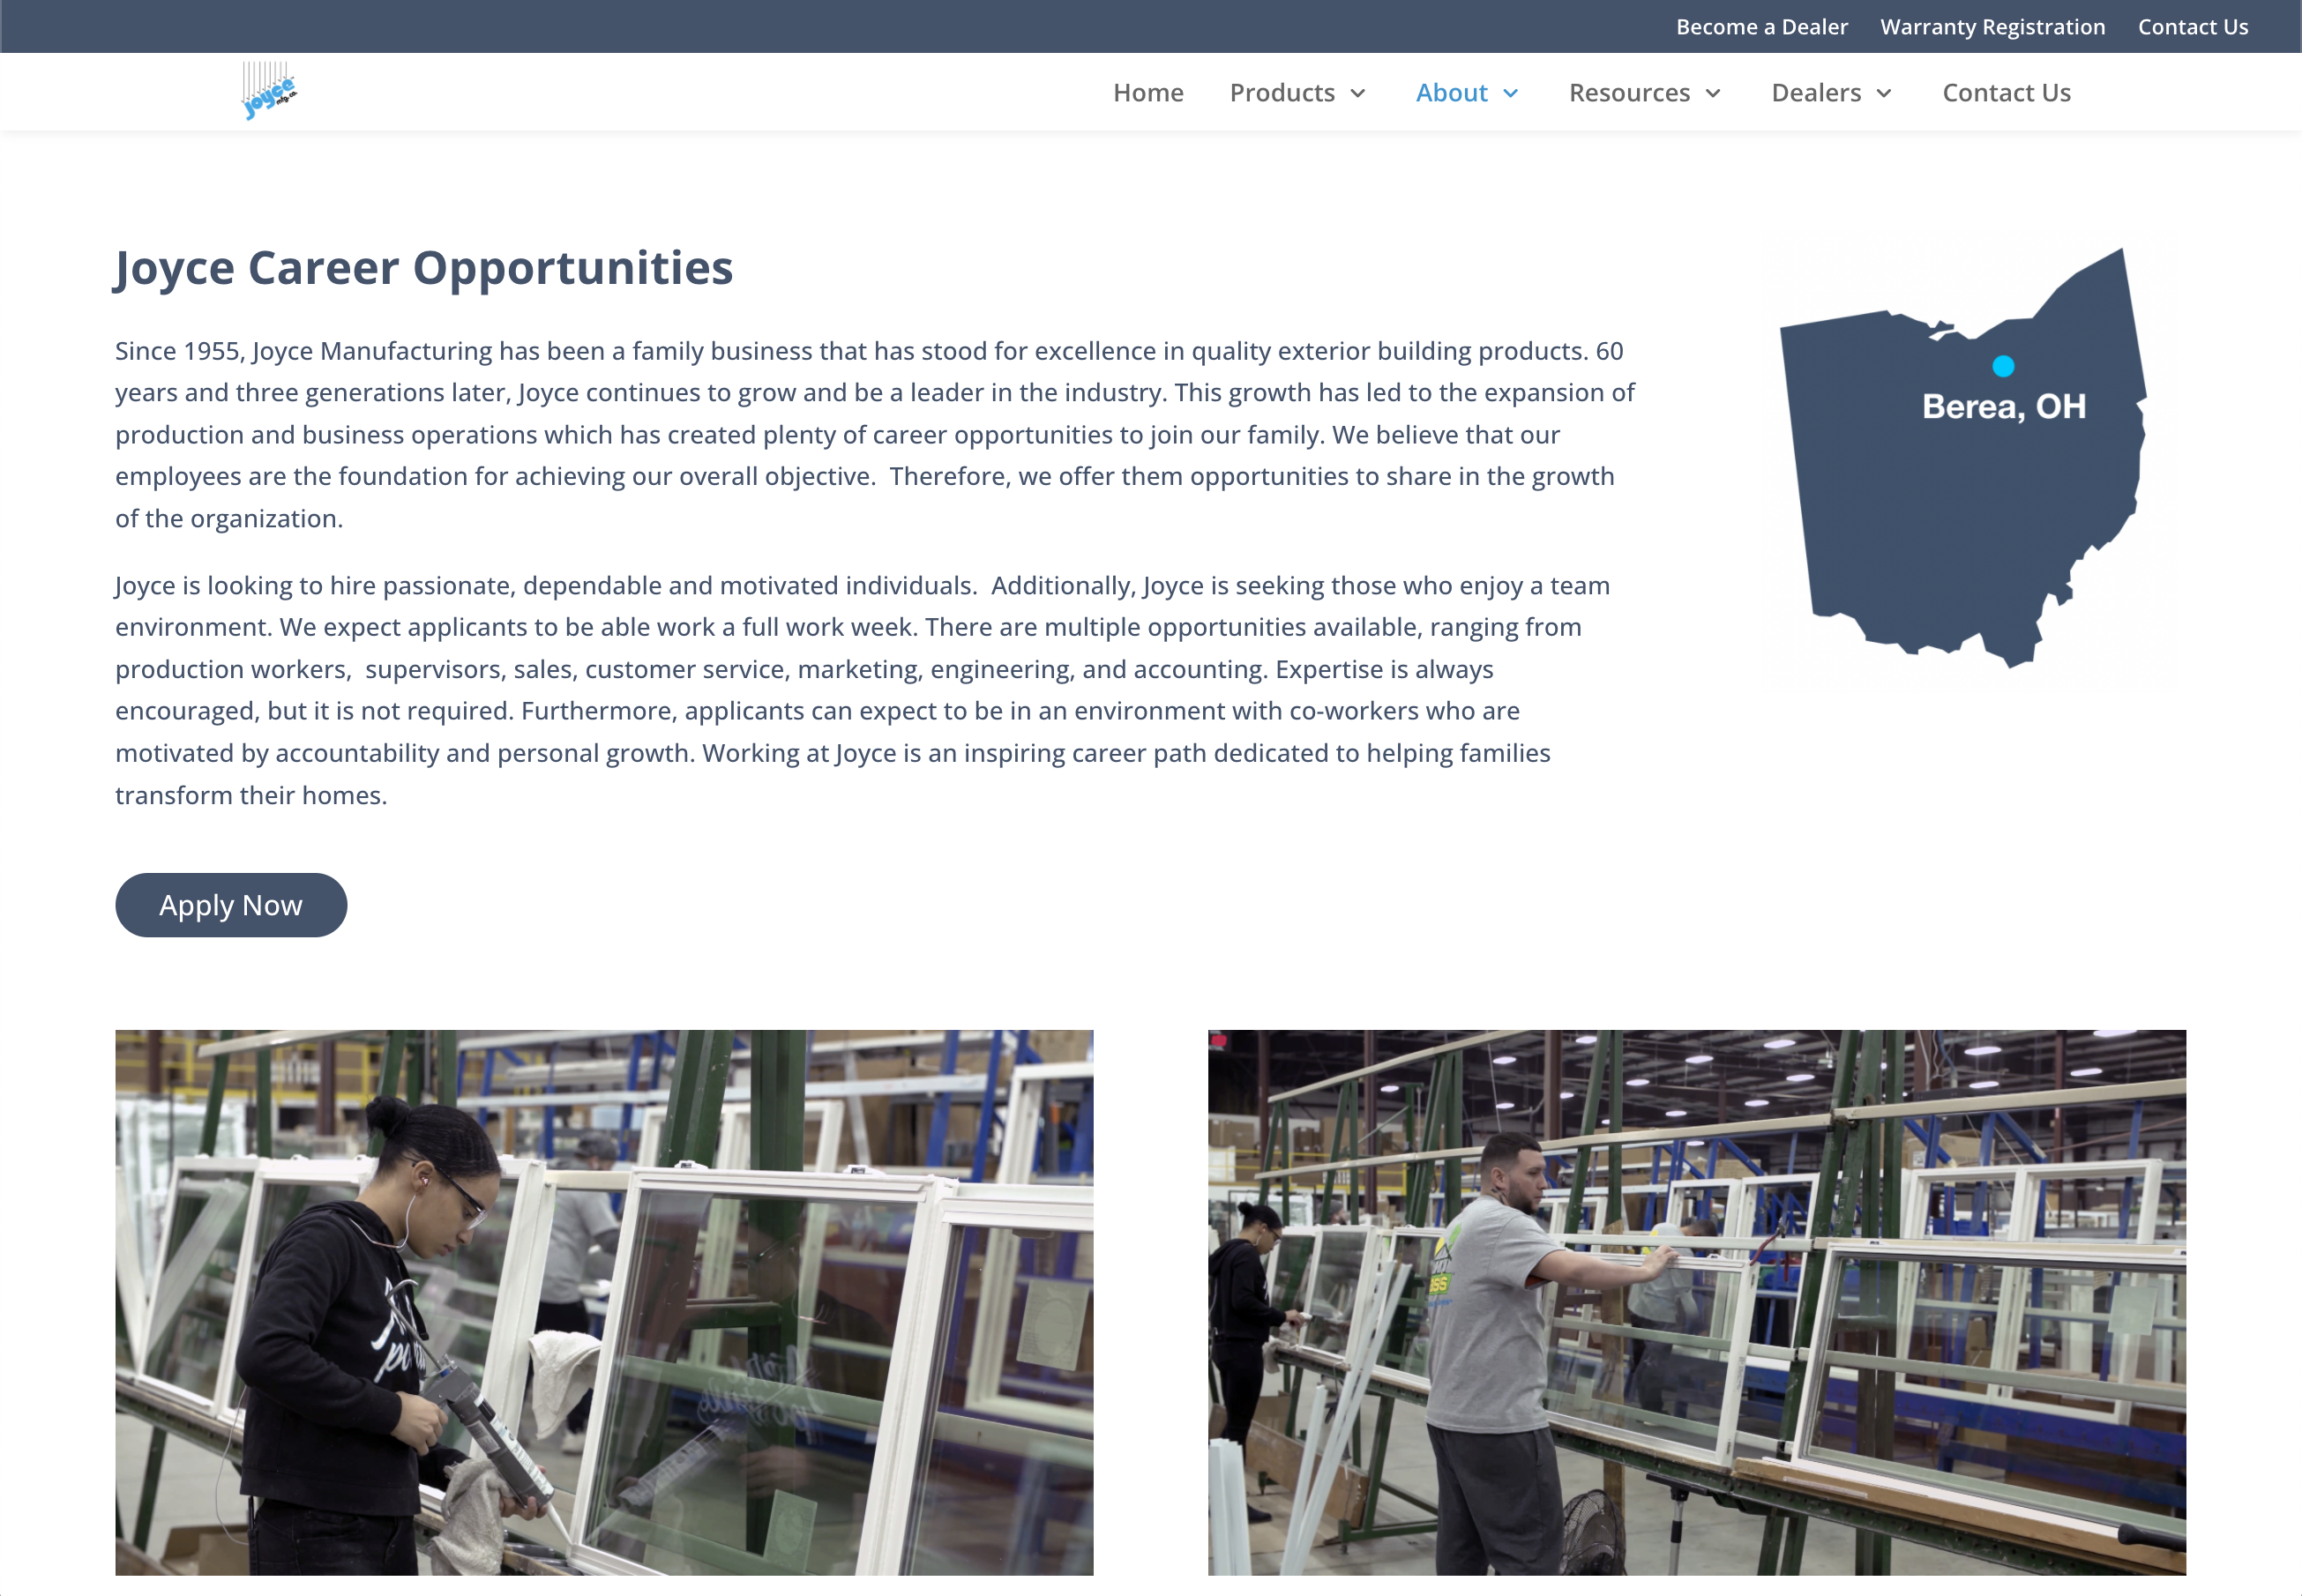 Become a Dealer Warranty Registration Contact Us
Joyce mfg. co.
Home Products About Resources Dealers Contact Us
Joyce Career Opportunities
Since 1955, Joyce Manufacturing has been a family business that has stood for excellence in quality exterior building products. 60
years and three generations later, Joyce continues to grow and be a leader in the industry. This growth has led to the expansion of
production and business operations which has created plenty of career opportunities to join our family. We believe that our
employees are the foundation for achieving our overall objective.  Therefore, we offer them opportunities to share in the growth
of the organization.
Joyce is looking to hire passionate, dependable and motivated individuals.  Additionally, Joyce is seeking those who enjoy a team
environment. We expect applicants to be able work a full work week. There are multiple opportunities available, ranging from
production workers,  supervisors, sales, customer service, marketing, engineering, and accounting. Expertise is always
encouraged, but it is not required. Furthermore, applicants can expect to be in an environment with co-workers who are
motivated by accountability and personal growth. Working at Joyce is an inspiring career path dedicated to helping families
transform their homes.
Apply Now
Berea, OH